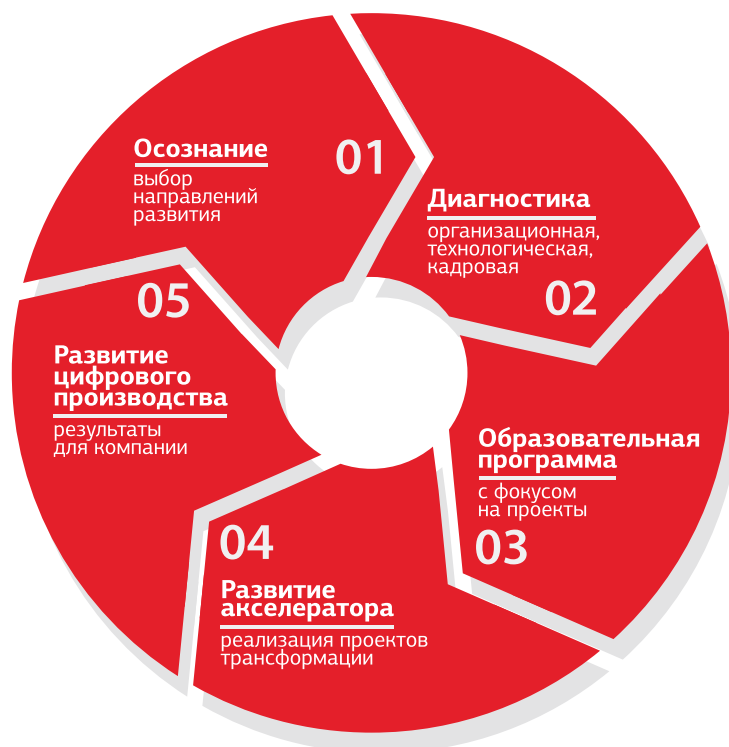 01
Осознание
выбор
направлений
развития
Диагностика
организационная,
технологическая,
кадровая
02
Образовательная
программа
с фокусом
на проекты
03
04
Развитие
акселератора
реализация проектов
трансформации
05
Развитие
цифрового
производства
результаты
для компании